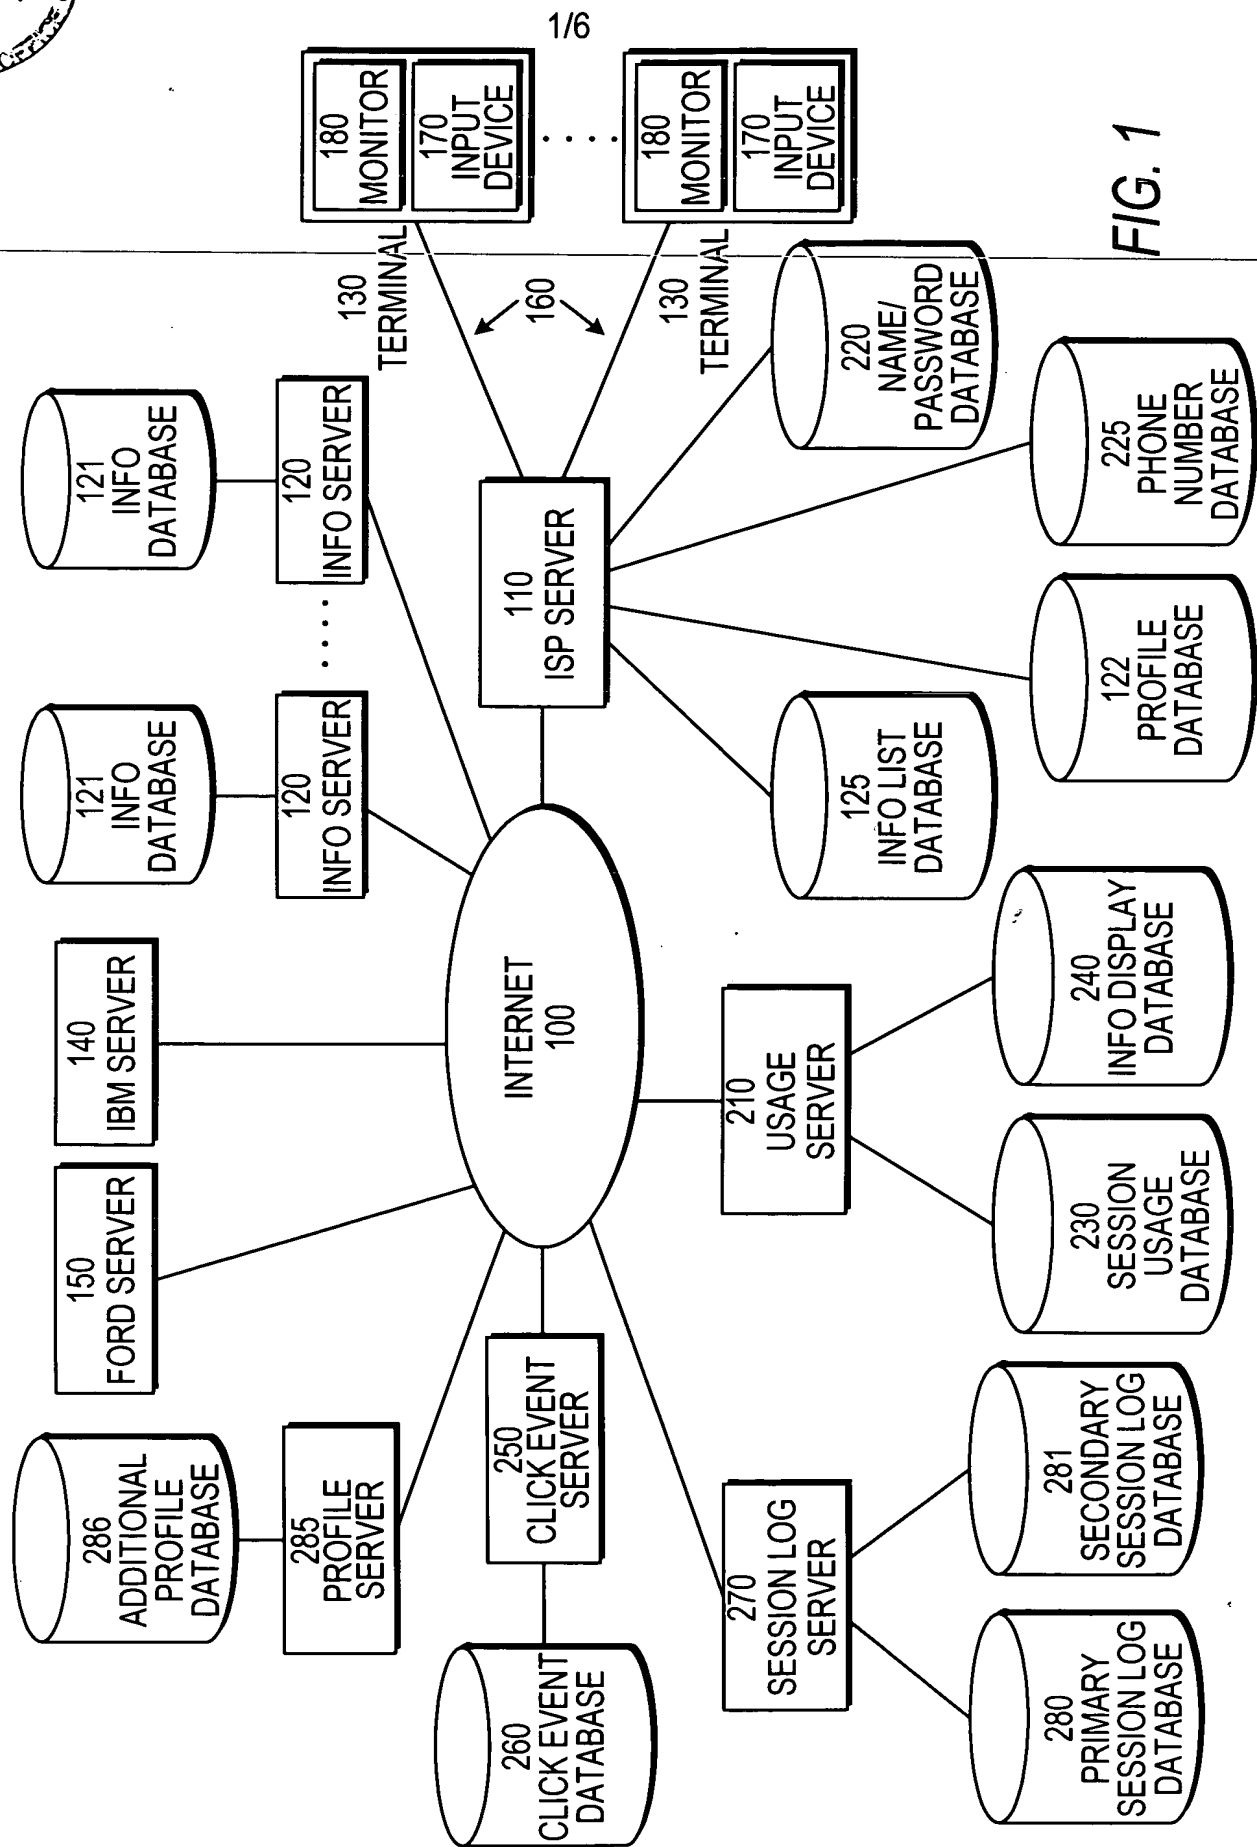 1/6
286
ADDITIONAL
PROFILE
DATABASE
150
FORD SERVER
140
IBM SERVER
121
INFO
DATABASE
121
INFO
DATABASE
285
PROFILE
SERVER
120
INFO SERVER
. . . .
120
INFO SERVER
130
TERMINAL
180
MONITOR
170
INPUT
DEVICE
260
CLICK EVENT
DATABASE
250
CLICK EVENT
SERVER
INTERNET
100
110
ISP SERVER
160
. . . . .
130
TERMINAL
180
MONITOR
170
INPUT
DEVICE
270
SESSION LOG
SERVER
210
USAGE
SERVER
125
INFO LIST
DATABASE
220
NAME/
PASSWORD
DATABASE
280
PRIMARY
SESSION LOG
DATABASE
281
SECONDARY
SESSION LOG
DATABASE
230
SESSION
USAGE
DATABASE
240
INFO DISPLAY
DATABASE
122
PROFILE
DATABASE
225
PHONE
NUMBER
DATABASE
FIG. 1